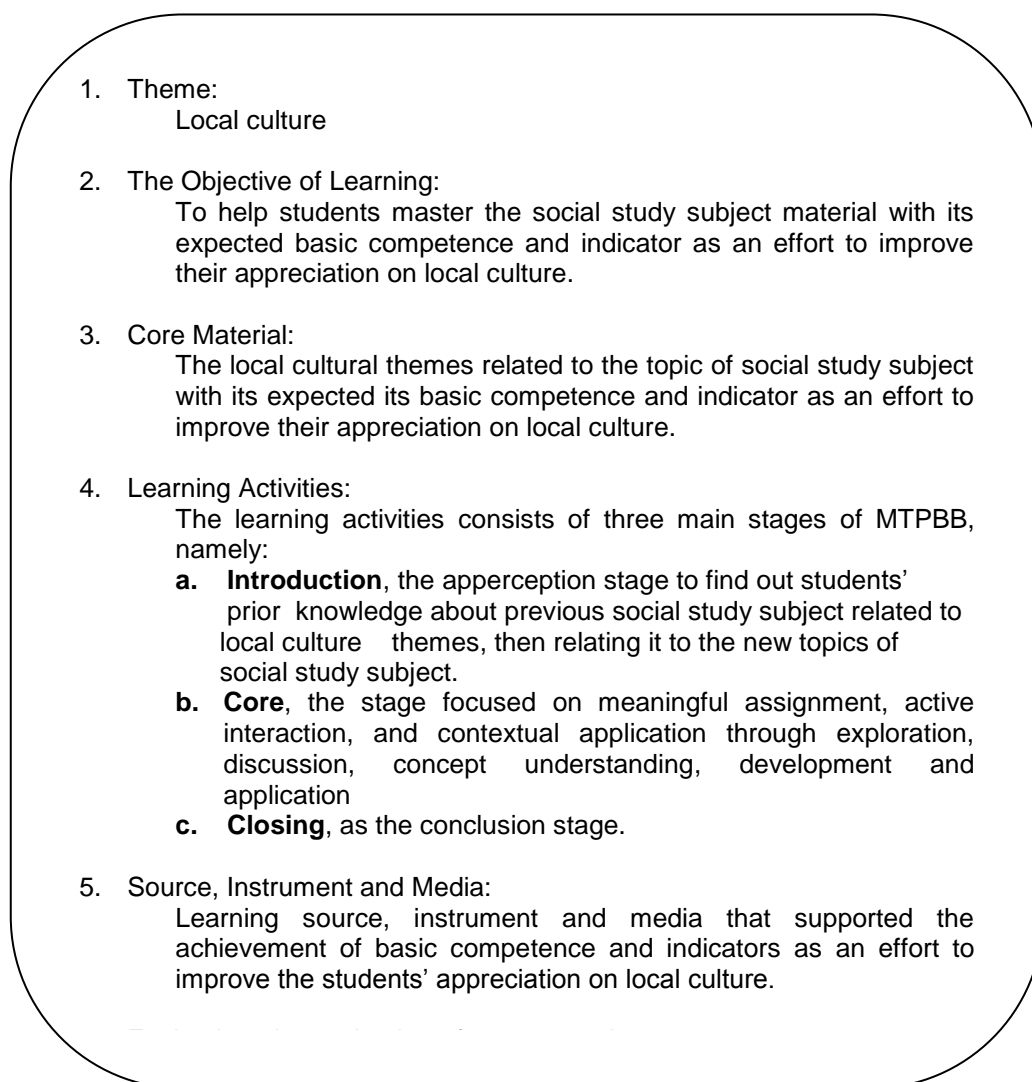 1. Theme:
Local culture
2. The Objective of Learning:
To help students master the social study subject material with its
expected basic competence and indicator as an effort to improve
their appreciation on local culture.
3. Core Material:
The local cultural themes related to the topic of social study subject
with its expected its basic competence and indicator as an effort to
improve their appreciation on local culture.
4. Learning Activities:
The learning activities consists of three main stages of MTPBB,
namely:
a. Introduction, the apperception stage to find out students’
prior knowledge about previous social study subject related to
local culture themes, then relating it to the new topics of
social study subject.
b. Core, the stage focused on meaningful assignment, active
interaction, and contextual application through exploration,
discussion, concept understanding, development and
application
c. Closing, as the conclusion stage.
5. Source, Instrument and Media:
Learning source, instrument and media that supported the
achievement of basic competence and indicators as an effort to
improve the students’ appreciation on local culture.